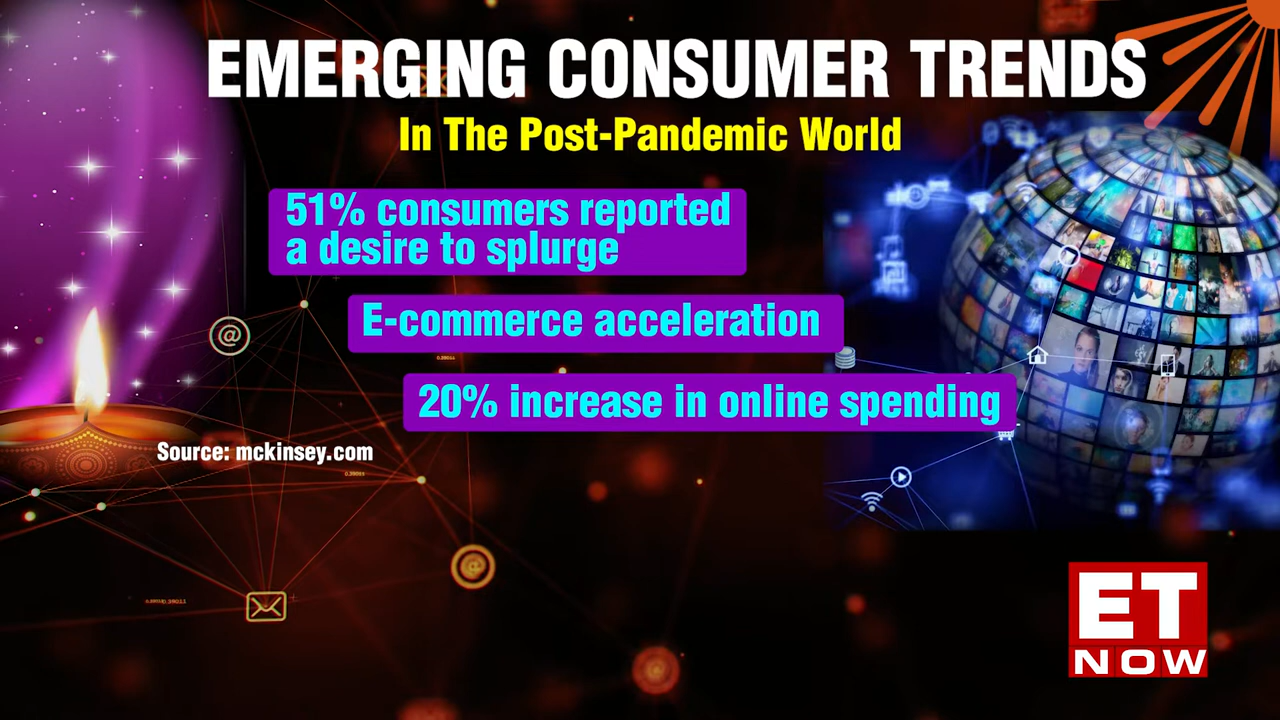 EMERGING CONSUMER TRENDS
In The Post-Pandemic World
51% consumers reported
a desire to splurge
E-commerce acceleration
20% increase in online spending
Source: mckinsey.com
ET
NOW